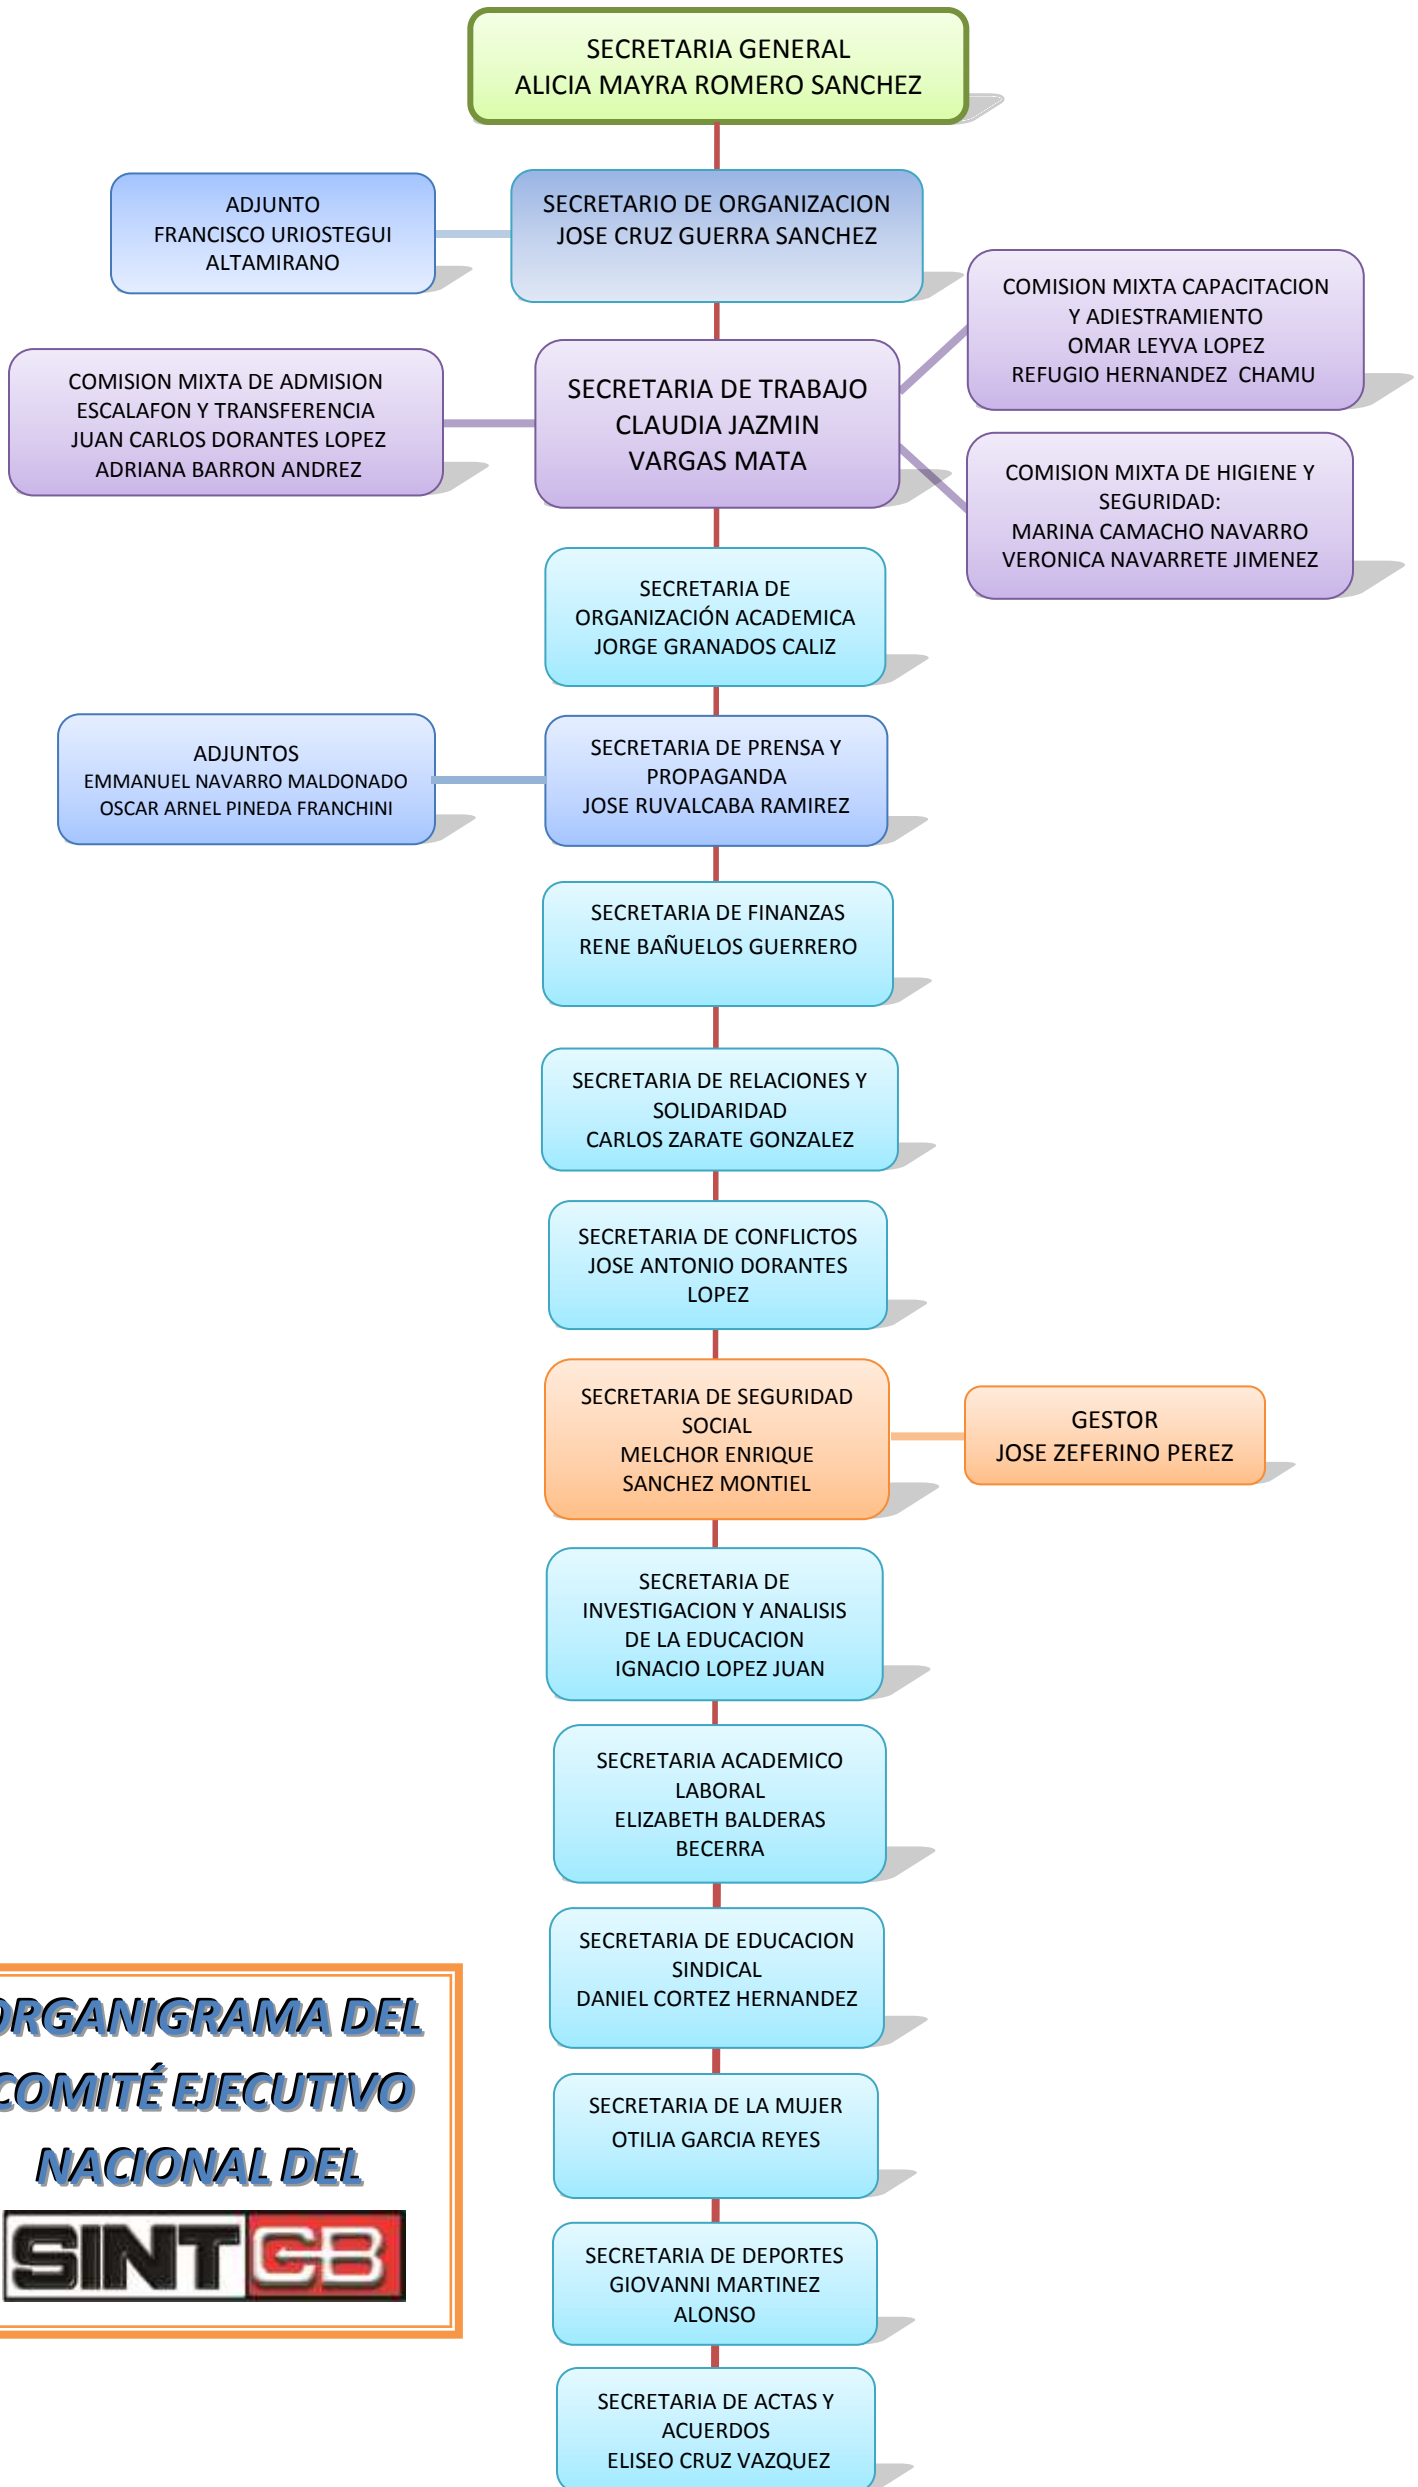 SECRETARIA GENERAL
ALICIA MAYRA ROMERO SANCHEZ
ADJUNTO
FRANCISCO URIOSTEGUI
ALTAMIRANO
SECRETARIO DE ORGANIZACION
JOSE CRUZ GUERRA SANCHEZ
COMISION MIXTA CAPACITACION
Y ADIESTRAMIENTO
OMAR LEYVA LOPEZ
REFUGIO HERNANDEZ CHAMU
COMISION MIXTA DE ADMISION
ESCALAFON Y TRANSFERENCIA
JUAN CARLOS DORANTES LOPEZ
ADRIANA BARRON ANDREZ
SECRETARIA DE TRABAJO
CLAUDIA JAZMIN
VARGAS MATA
COMISION MIXTA DE HIGIENE Y
SEGURIDAD:
MARINA CAMACHO NAVARRO
VERONICA NAVARRETE JIMENEZ
SECRETARIA DE
ORGANIZACIÓN ACADEMICA
JORGE GRANADOS CALIZ
ADJUNTOS
EMMANUEL NAVARRO MALDONADO
OSCAR ARNEL PINEDA FRANCHINI
SECRETARIA DE PRENSA Y
PROPAGANDA
JOSE RUVALCABA RAMIREZ
SECRETARIA DE FINANZAS
RENE BAÑUELOS GUERRERO
SECRETARIA DE RELACIONES Y
SOLIDARIDAD
CARLOS ZARATE GONZALEZ
SECRETARIA DE CONFLICTOS
JOSE ANTONIO DORANTES
LOPEZ
SECRETARIA DE SEGURIDAD
SOCIAL
MELCHOR ENRIQUE
SANCHEZ MONTIEL
GESTOR
JOSE ZEFERINO PEREZ
SECRETARIA DE
INVESTIGACION Y ANALISIS
DE LA EDUCACION
IGNACIO LOPEZ JUAN
SECRETARIA ACADEMICO
LABORAL
ELIZABETH BALDERAS
BECERRA
SECRETARIA DE EDUCACION
SINDICAL
DANIEL CORTEZ HERNANDEZ
SECRETARIA DE LA MUJER
OTILIA GARCIA REYES
SECRETARIA DE DEPORTES
GIOVANNI MARTINEZ
ALONSO
SECRETARIA DE ACTAS Y
ACUERDOS
ELISEO CRUZ VAZQUEZ
ORGANIGRAMA DEL
COMITÉ EJECUTIVO
NACIONAL DEL
SINTCB